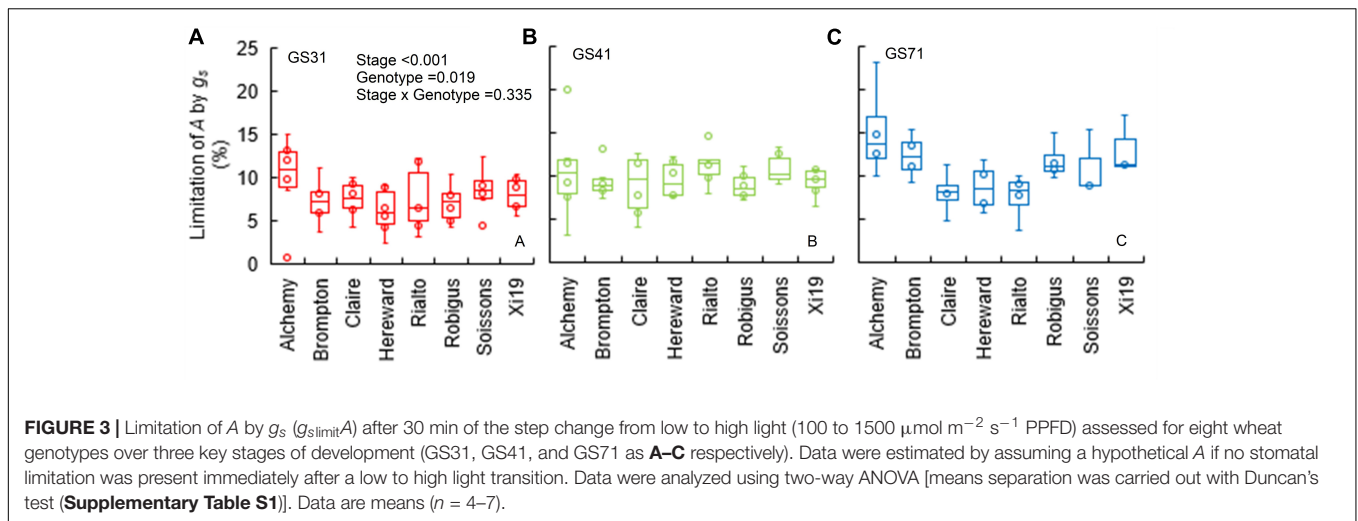 A
B
C
25
20
15
10
5
0
Limitation of A by gs
(%)
GS31
Stage <0.001
Genotype =0.019
Stage x Genotype =0.335
GS41
GS71
A
B
C
Alchemy
Brompton
Claire
Hereward
Rialto
Robigus
Soissons
Xi19
Alchemy
Brompton
Claire
Hereward
Rialto
Robigus
Soissons
Xi19
Alchemy
Brompton
Claire
Hereward
Rialto
Robigus
Soissons
Xi19
FIGURE 3 | Limitation of A by gs (gslimitA) after 30 min of the step change from low to high light (100 to 1500 μmol m−2 s−1 PPFD) assessed for eight wheat
genotypes over three key stages of development (GS31, GS41, and GS71 as A–C respectively). Data were estimated by assuming a hypothetical A if no stomatal
limitation was present immediately after a low to high light transition. Data were analyzed using two-way ANOVA [means separation was carried out with Duncan's
test (Supplementary Table S1)]. Data are means (n = 4–7).